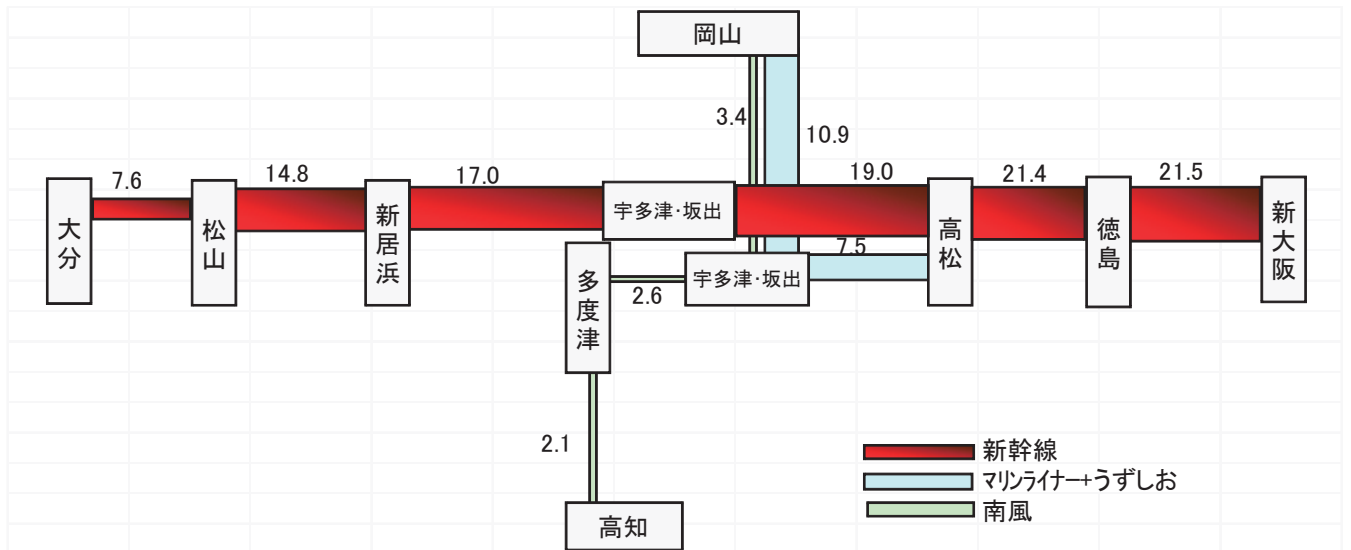 岡山
3.4
10.9
7.6
14.8
17.0
19.0
21.4
21.5
大分
松山
新居浜
宇多津・坂出
高松
徳島
新大阪
7.5
多度津
2.6
宇多津・坂出
2.1
高知
新幹線
マリンライナー+うずしお
南風